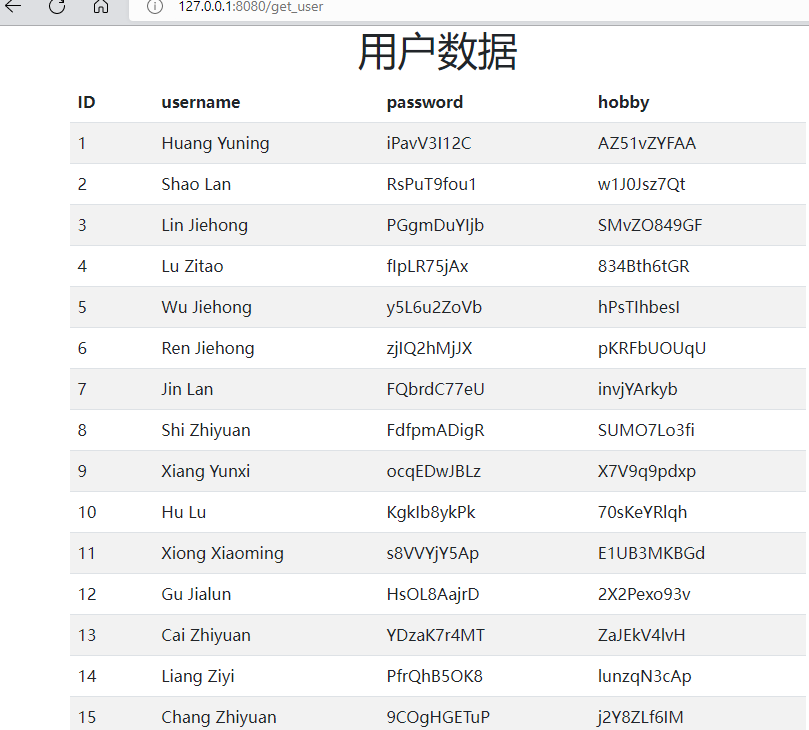 127.0.0.1:8080/get_user
用户数据
ID username password hobby
1 Huang Yuning iPavV3I12C AZ51vZYFAA
2 Shao Lan RsPuT9fou1 w1J0Jsz7Qt
3 Lin Jiehong PGgmDuYIjb SMvZO849GF
4 Lu Zitao fIpLR75jAx 834Bth6tGR
5 Wu Jiehong y5L6u2ZoVb hPsTIhbesI
6 Ren Jiehong zjIQ2hMjJX pKRFbUOUqU
7 Jin Lan FQbrdC77eU invjYArkyb
8 Shi Zhiyuan FdfpmADigR SUMO7Lo3fi
9 Xiang Yunxi ocqEDwJBLz X7V9q9pdxp
10 Hu Lu KgkIb8ykPk 70sKeYRlqh
11 Xiong Xiaoming s8VVYjY5Ap E1UB3MKBGd
12 Gu Jialun HsOL8AajrD 2X2Pexo93v
13 Cai Zhiyuan YDzaK7r4MT ZaJEkV4lvH
14 Liang Ziyi PfrQhB5OK8 lunzqN3cAp
15 Chang Zhiyuan 9COgHGETuP j2Y8ZLf6IM